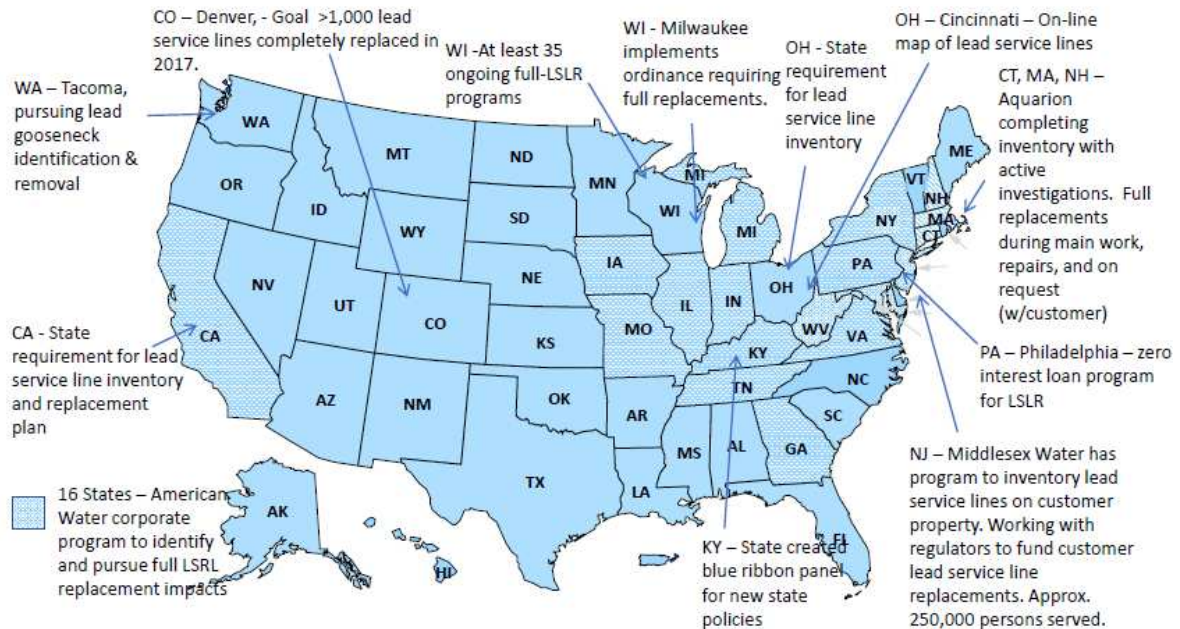 CO – Denver, - Goal >1,000 lead
service lines completely replaced in
2017.
WI -At least 35
ongoing full-LSLR
programs
WI - Milwaukee
implements
ordinance requiring
full replacements.
OH - State
requirement
for lead
service line
inventory
OH – Cincinnati – On-line
map of lead service lines
CT, MA, NH –
Aquarion
completing
inventory with
active
investigations. Full
replacements
during main work,
repairs, and on
request
(w/customer)
WA – Tacoma,
pursuing lead
gooseneck
identification &
removal
CA - State
requirement for lead
service line inventory
and replacement
plan
16 States – American
Water corporate
program to identify
and pursue full LSRL
replacement impacts
KY – State created
blue ribbon panel
for new state
policies
PA – Philadelphia – zero
interest loan program
for LSLR
NJ – Middlesex Water has
program to inventory lead
service lines on customer
property. Working with
regulators to fund customer
lead service line
replacements. Approx.
250,000 persons served.
WA
MT
ND
MN
MI
ME
VT
NH
OR
ID
SD
WI
MI
NY
MA
CT
WY
IA
PA
NE
NV
UT
CO
IL
IN
OH
CA
KS
MO
WV
VA
KY
NC
TN
AZ
NM
OK
AR
SC
MS
AL
GA
TX
LA
AK
HI
FL